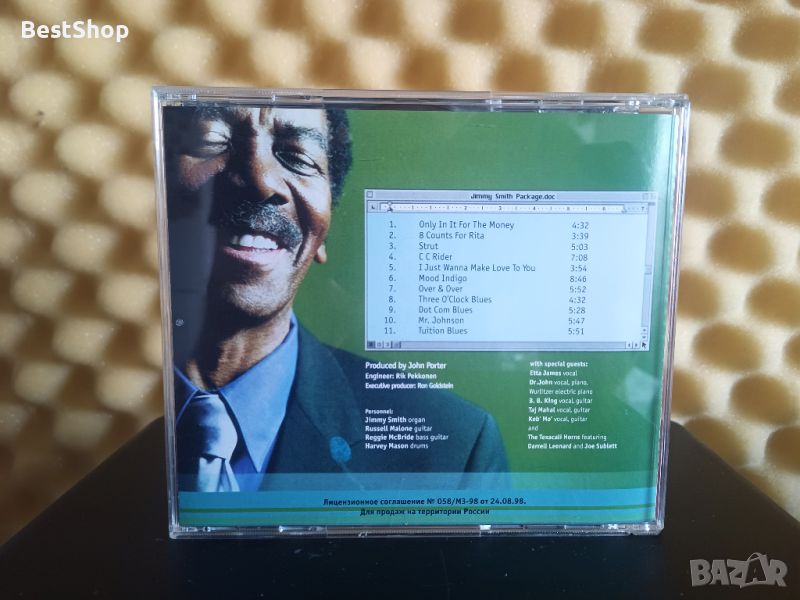 BestShop
Jimmy Smith Package.doc
1. Only In It For The Money 4:32
2. 8 Counts For Rita 3:39
3. Strut 5:03
4. C C Rider 7:08
5. I Just Wanna Make Love To You 3:54
6. Mood Indigo 8:46
7. Over & Over 5:52
8. Three O'Clock Blues 4:32
9. Dot Com Blues 5:28
10. Mr. Johnson 5:47
11. Tuition Blues 5:51
Produced by John Porter
Engineer: Rik Pekkonen
Executive producer: Ron Goldstein
Personnel:
Jimmy Smith organ
Russell Malone guitar
Reggie McBride bass guitar
Harvey Mason drums
with special guests:
Etta James vocal
Dr.John vocal, piano,
Wurlitzer electric piano
B. B. King vocal, guitar
Taj Mahal vocal, guitar
Keb' Mo' vocal, guitar
and
The Texacali Horns featuring
Darrell Leonard and Joe Sublett
Лицензионное соглашение № 058/МЗ-98 от 24.08.98.
Для продаж на территории России
BAZAR